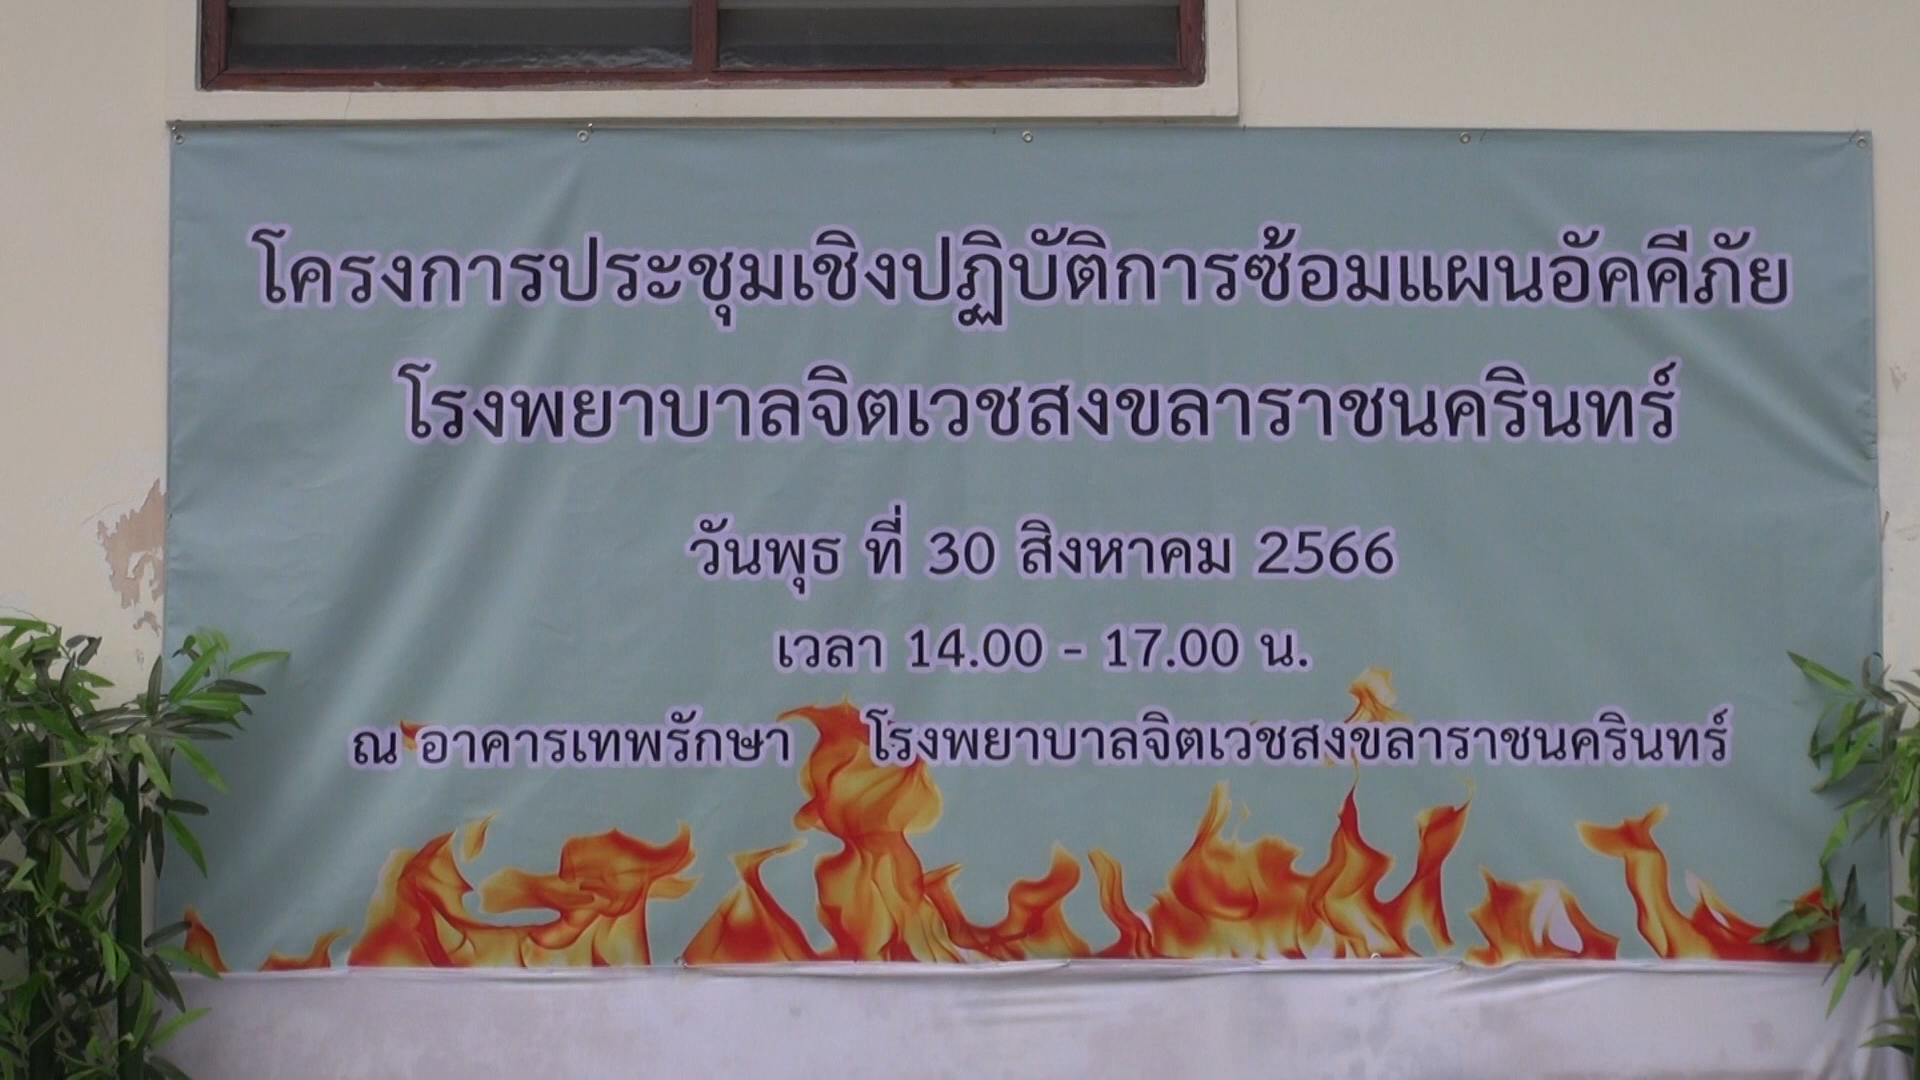 โครงการประชุมเชิงปฏิบัติการซ้อมแผนอัคคีภัย
โรงพยาบาลจิตเวชสงขลาราชนครินทร์
วันพุธ ที่ 30 สิงหาคม 2566
เวลา 14.00 - 17.00 น.
ณ อาคารเทพรักษา โรงพยาบาลจิตเวชสงขลาราชนครินทร์